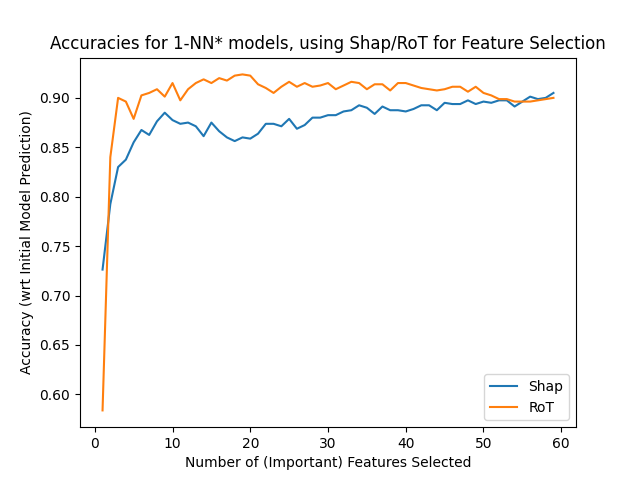 Accuracies for 1-NN* models, using Shap/RoT for Feature Selection
Accuracy (wrt Initial Model Prediction)
0.90
0.85
0.80
0.75
0.70
0.65
0.60
Shap
RoT
0 10 20 30 40 50 60
Number of (Important) Features Selected